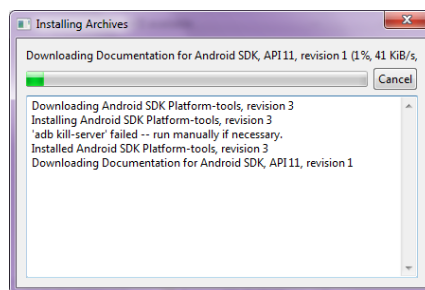 Installing Archives
Downloading Documentation for Android SDK, API 11, revision 1 (1%, 41 KiB/s,
Cancel
Downloading Android SDK Platform-tools, revision 3
Installing Android SDK Platform-tools, revision 3
'adb kill-server' failed -- run manually if necessary.
Installed Android SDK Platform-tools, revision 3
Downloading Documentation for Android SDK, API 11, revision 1